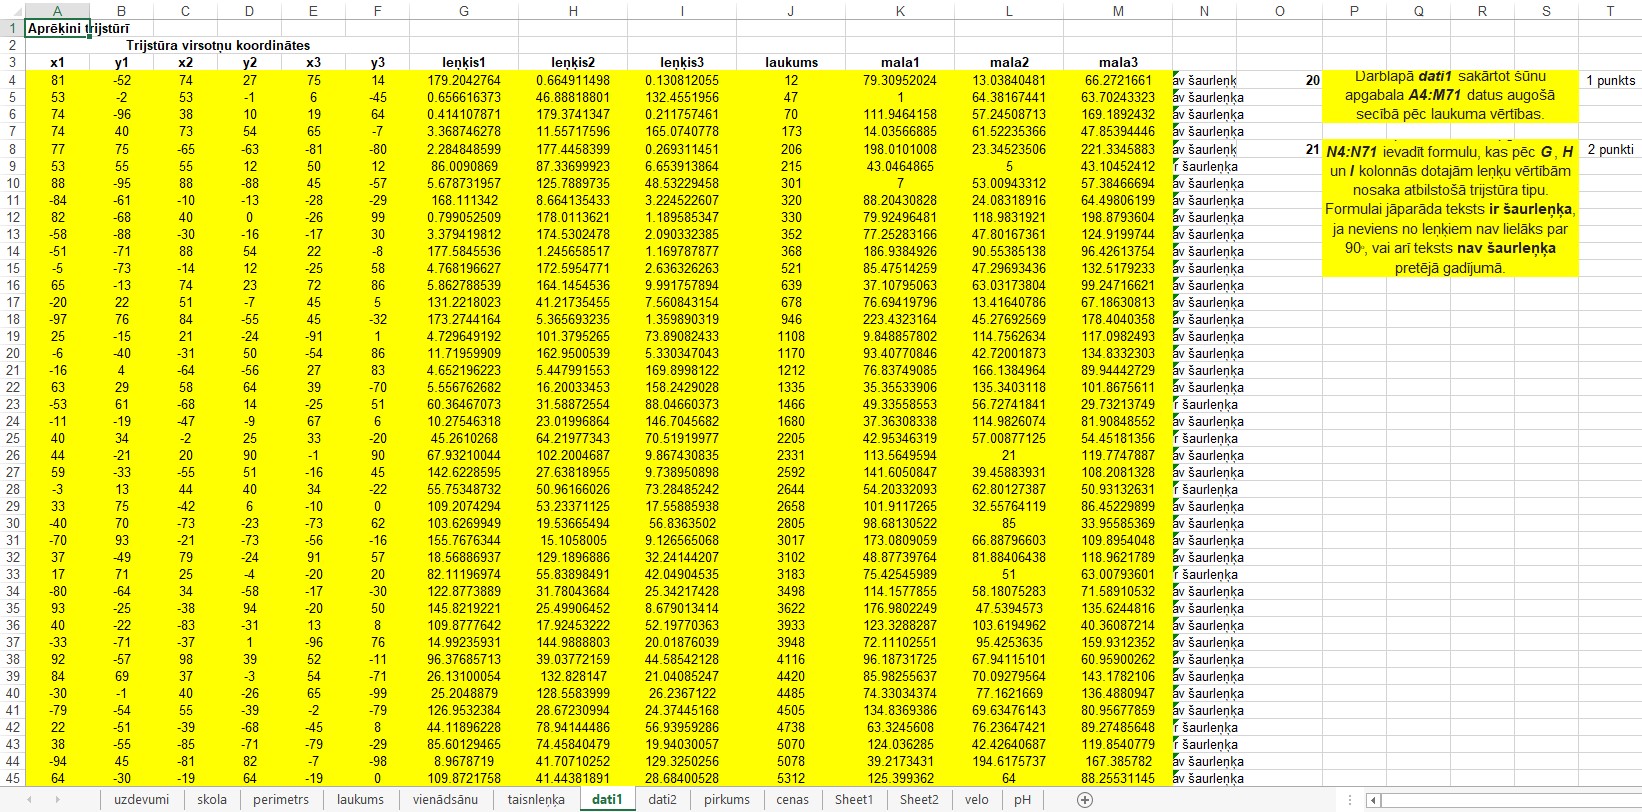 A B C D E F G H I J K L M N O P Q R S T
1 Aprēķini trijstūrī
2 Trijstūra virsotņu koordinātes
3 x1 y1 x2 y2 x3 y3 leņķis1 leņķis2 leņķis3 laukums mala1 mala2 mala3
4 81 -52 74 27 75 14 179.2042764 0.664911498 0.130812055 12 79.30952024 13.03840481 66.2721661 av šaurleņķ
5 53 -2 53 -1 6 -45 0.656616373 46.88818801 132.4551956 47 1 64.38167441 63.70243323 av šaurleņķa
6 74 -96 38 10 19 64 0.414107871 179.3741347 0.211757461 70 111.9464158 57.24508713 169.1892432 av šaurleņķa
7 74 40 73 54 65 -7 3.368746278 11.55717596 165.0740778 173 14.03566885 61.52235366 47.85394446 av šaurleņķa
8 77 75 -65 -63 -81 -80 2.284848599 177.4458399 0.269311451 206 198.0101008 23.34523506 221.3345883 av šaurleņķ
9 53 55 55 12 50 12 86.0090869 87.33699923 6.653913864 215 43.0464865 5 43.10452412 r šaurleņķa
10 88 -95 88 -88 45 -57 5.678731957 125.7889735 48.53229458 301 7 53.00943312 57.38466694 av šaurleņķa
11 -84 -61 -10 -13 -28 -29 168.111342 8.664135433 3.224522607 320 88.20430828 24.08318916 64.49806199 av šaurleņķa
12 82 -68 40 0 -26 99 0.799052509 178.0113621 1.189585347 330 79.92496481 118.9831921 198.8793604 av šaurleņķa
13 -58 -88 -30 -16 -17 30 3.379419812 174.5302478 2.090332385 352 77.25283166 47.80167361 124.9199744 av šaurleņķa
14 -51 -71 88 54 22 -8 177.5845536 1.245658517 1.169787877 368 186.9384926 90.55385138 96.42613754 av šaurleņķa
15 -5 -73 -14 12 -25 58 4.768196627 172.5954771 2.636326263 521 85.47514259 47.29693436 132.5179233 av šaurleņķa
16 65 -13 74 23 72 86 5.862788539 164.1454536 9.991757894 639 37.10795063 63.03173804 99.24716621 av šaurleņķa
17 -20 22 51 -7 45 5 131.2218023 41.21735455 7.560843154 678 76.69419796 13.41640786 67.18630813 av šaurleņķa
18 -97 76 84 -55 45 -32 173.2744164 5.365693235 1.359890319 946 223.4323164 45.27692569 178.4040358 av šaurleņķa
19 25 -15 21 -24 -91 1 4.729649192 101.3795265 73.89082433 1108 9.848857802 114.7562634 117.0982493 av šaurleņķa
20 -6 -40 -31 50 -54 86 11.71959909 162.9500539 5.330347043 1170 93.40770846 42.72001873 134.8332303 av šaurleņķa
21 -16 4 -64 -56 27 83 4.652196223 5.447991553 169.8998122 1212 76.83749085 166.1384964 89.94442729 av šaurleņķa
22 63 29 58 64 39 -70 5.556762682 16.20033453 158.2429028 1335 35.35533906 135.3403118 101.8675611 av šaurleņķa
23 -53 61 -68 14 -25 51 60.36467073 31.58872554 88.04660373 1466 49.33558553 56.72741841 29.73213749 r šaurleņķa
24 -11 -19 -47 -9 67 6 10.27546318 23.01996864 146.7045682 1680 37.36308338 114.9826074 81.90848552 av šaurleņķa
25 40 34 -2 25 33 -20 45.2610268 64.21977343 70.51919977 2205 42.95346319 57.00877125 54.45181356 r šaurleņķa
26 44 -21 20 90 -1 90 67.93210044 102.2004687 9.867430835 2331 113.5649594 21 119.7747887 av šaurleņķa
27 59 -33 -55 51 -16 45 142.6228595 27.63818955 9.738950898 2592 141.6050847 39.45883931 108.2081328 av šaurleņķa
28 -3 13 44 40 34 -22 55.75348732 50.96166026 73.28485242 2644 54.20332093 62.80127387 50.93132631 r šaurleņķa
29 33 75 -42 6 -10 0 109.2074294 53.23371125 17.55885938 2658 101.9117265 32.55764119 86.45229899 av šaurleņķa
30 -40 70 -73 -23 -73 62 103.6269949 19.53665494 56.8363502 2805 98.68130522 85 33.95585369 av šaurleņķa
31 -70 93 -21 -73 -56 -16 155.7676344 15.1058005 9.126565068 3017 173.0809059 66.88796603 109.8954048 av šaurleņķa
32 37 -49 79 -24 91 57 18.56886937 129.1896886 32.24144207 3102 48.87739764 81.88406438 118.9621789 av šaurleņķa
33 17 71 25 -4 -20 20 82.11196974 55.83898491 42.04904535 3183 75.42545989 51 63.00793601 r šaurleņķa
34 -80 -64 34 -58 -17 -30 122.8773889 31.78043684 25.34217428 3498 114.1577855 58.18075283 71.58910532 av šaurleņķa
35 93 -25 -38 94 -20 50 145.8219221 25.49906452 8.679013414 3622 176.9802249 47.5394573 135.6244816 av šaurleņķa
36 40 -22 -83 -31 13 8 109.8777642 17.92453222 52.19770363 3933 123.3288287 103.6194962 40.36087214 av šaurleņķa
37 -33 -71 -37 1 -96 76 14.99235931 144.9888803 20.01876039 3948 72.11102551 95.4253635 159.9312352 av šaurleņķa
38 92 -57 98 39 52 -11 96.37685713 39.03772159 44.58542128 4116 96.18731725 67.94115101 60.95900262 av šaurleņķa
39 84 69 37 -3 54 -71 26.13100054 132.828147 21.04085247 4420 85.98255637 70.09279564 143.1782106 av šaurleņķa
40 -30 -1 40 -26 65 -99 25.2048879 128.5583999 26.2367122 4485 74.33034374 77.1621669 136.4880947 av šaurleņķa
41 -79 -54 55 -39 -2 -79 126.9532384 28.67230994 24.37445168 4505 134.8369386 69.63476143 80.95677859 av šaurleņķa
42 22 -51 -39 -68 -45 8 44.11896228 78.94144486 56.93959286 4738 63.3245608 76.23647421 89.27485648 r šaurleņķa
43 38 -55 -85 -71 -79 -29 85.60129465 74.45840479 19.94030057 5070 124.036285 42.42640687 119.8540779 r šaurleņķa
44 -94 45 -81 82 -7 -98 8.9678719 41.70710252 129.3250256 5078 39.2173431 194.6175737 167.385782 av šaurleņķa
45 64 -30 -19 64 -19 0 109.8721758 41.44381891 28.68400528 5312 125.399362 64 88.25531145 av šaurleņķa
20 Darblapā dati1 sakārtot šūnu 1 punkts
apgabala A4:M71 datus augošā
secībā pēc laukuma vērtības.
21 N4:N71 ievadīt formulu, kas pēc G, H 2 punkti
un I kolonnās dotajām leņķu vērtībām
nosaka atbilstošā trijstūra tipu.
Formulai jāparāda teksts ir šaurleņķa,
ja neviens no leņķiem nav lielāks par
90°, vai arī teksts nav šaurleņķa
pretējā gadījumā.
uzdevumi skola perimetrs laukums vienādsānu taisnleņķa dati1 dati2 pirkums cenas Sheet1 Sheet2 velo pH